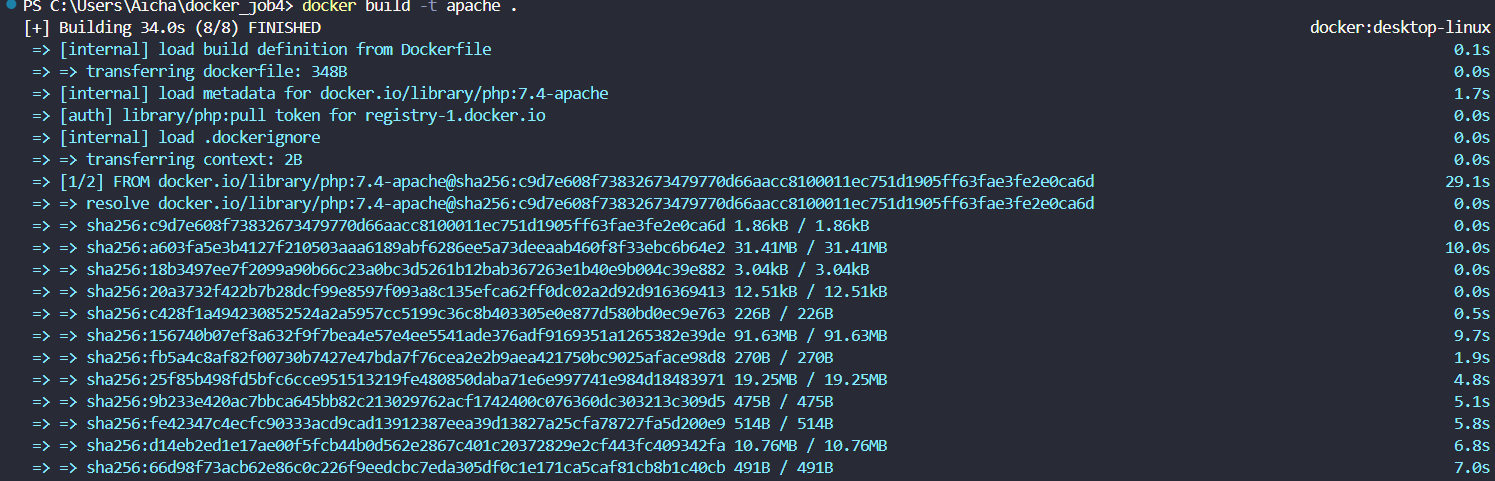 PS C:\Users\Aicha\docker_job4> docker build -t apache .
[+] Building 34.0s (8/8) FINISHED docker:desktop-linux
=> [internal] load build definition from Dockerfile 0.1s
=> => transferring dockerfile: 348B 0.0s
=> [internal] load metadata for docker.io/library/php:7.4-apache 1.7s
=> [auth] library/php:pull token for registry-1.docker.io 0.0s
=> [internal] load .dockerignore 0.0s
=> => transferring context: 2B 0.0s
=> [1/2] FROM docker.io/library/php:7.4-apache@sha256:c9d7e608f73832673479770d66aacc8100011ec751d1905ff63fae3fe2e0ca6d 29.1s
=> => resolve docker.io/library/php:7.4-apache@sha256:c9d7e608f73832673479770d66aacc8100011ec751d1905ff63fae3fe2e0ca6d 0.0s
=> => sha256:c9d7e608f73832673479770d66aacc8100011ec751d1905ff63fae3fe2e0ca6d 1.86kB / 1.86kB 0.0s
=> => sha256:a603fa5e3b4127f210503aaa6189abf6286ee5a73deeaab460f8f33ebc6b64e2 31.41MB / 31.41MB 10.0s
=> => sha256:18b3497ee7f2099a90b66c23a0bc3d5261b12bab367263e1b40e9b004c39e882 3.04kB / 3.04kB 0.0s
=> => sha256:20a3732f422b7b28dcf99e8597f093a8c135efca62ff0dc02a2d92d916369413 12.51kB / 12.51kB 0.0s
=> => sha256:c428f1a494230852524a2a5957cc5199c36c8b403305e0e877d580bd0ec9e763 226B / 226B 0.5s
=> => sha256:156740b07ef8a632f9f7bea4e57e4ee5541ade376adf9169351a1265382e39de 91.63MB / 91.63MB 9.7s
=> => sha256:fb5a4c8af82f00730b7427e47bda7f76cea2e2b9aea421750bc9025aface98d8 270B / 270B 1.9s
=> => sha256:25f85b498fd5bfc6cce951513219fe480850daba71e6e997741e984d18483971 19.25MB / 19.25MB 4.8s
=> => sha256:9b233e420ac7bbca645bb82c213029762acf1742400c076360dc303213c309d5 475B / 475B 5.1s
=> => sha256:fe42347c4ecfc90333acd9cad13912387eea39d13827a25cfa78727fa5d200e9 514B / 514B 5.8s
=> => sha256:d14eb2ed1e17ae00f5fcb44b0d562e2867c401c20372829e2cf443fc409342fa 10.76MB / 10.76MB 6.8s
=> => sha256:66d98f73acb62e86c0c226f9eedcbc7eda305df0c1e171ca5caf81cb8b1c40cb 491B / 491B 7.0s